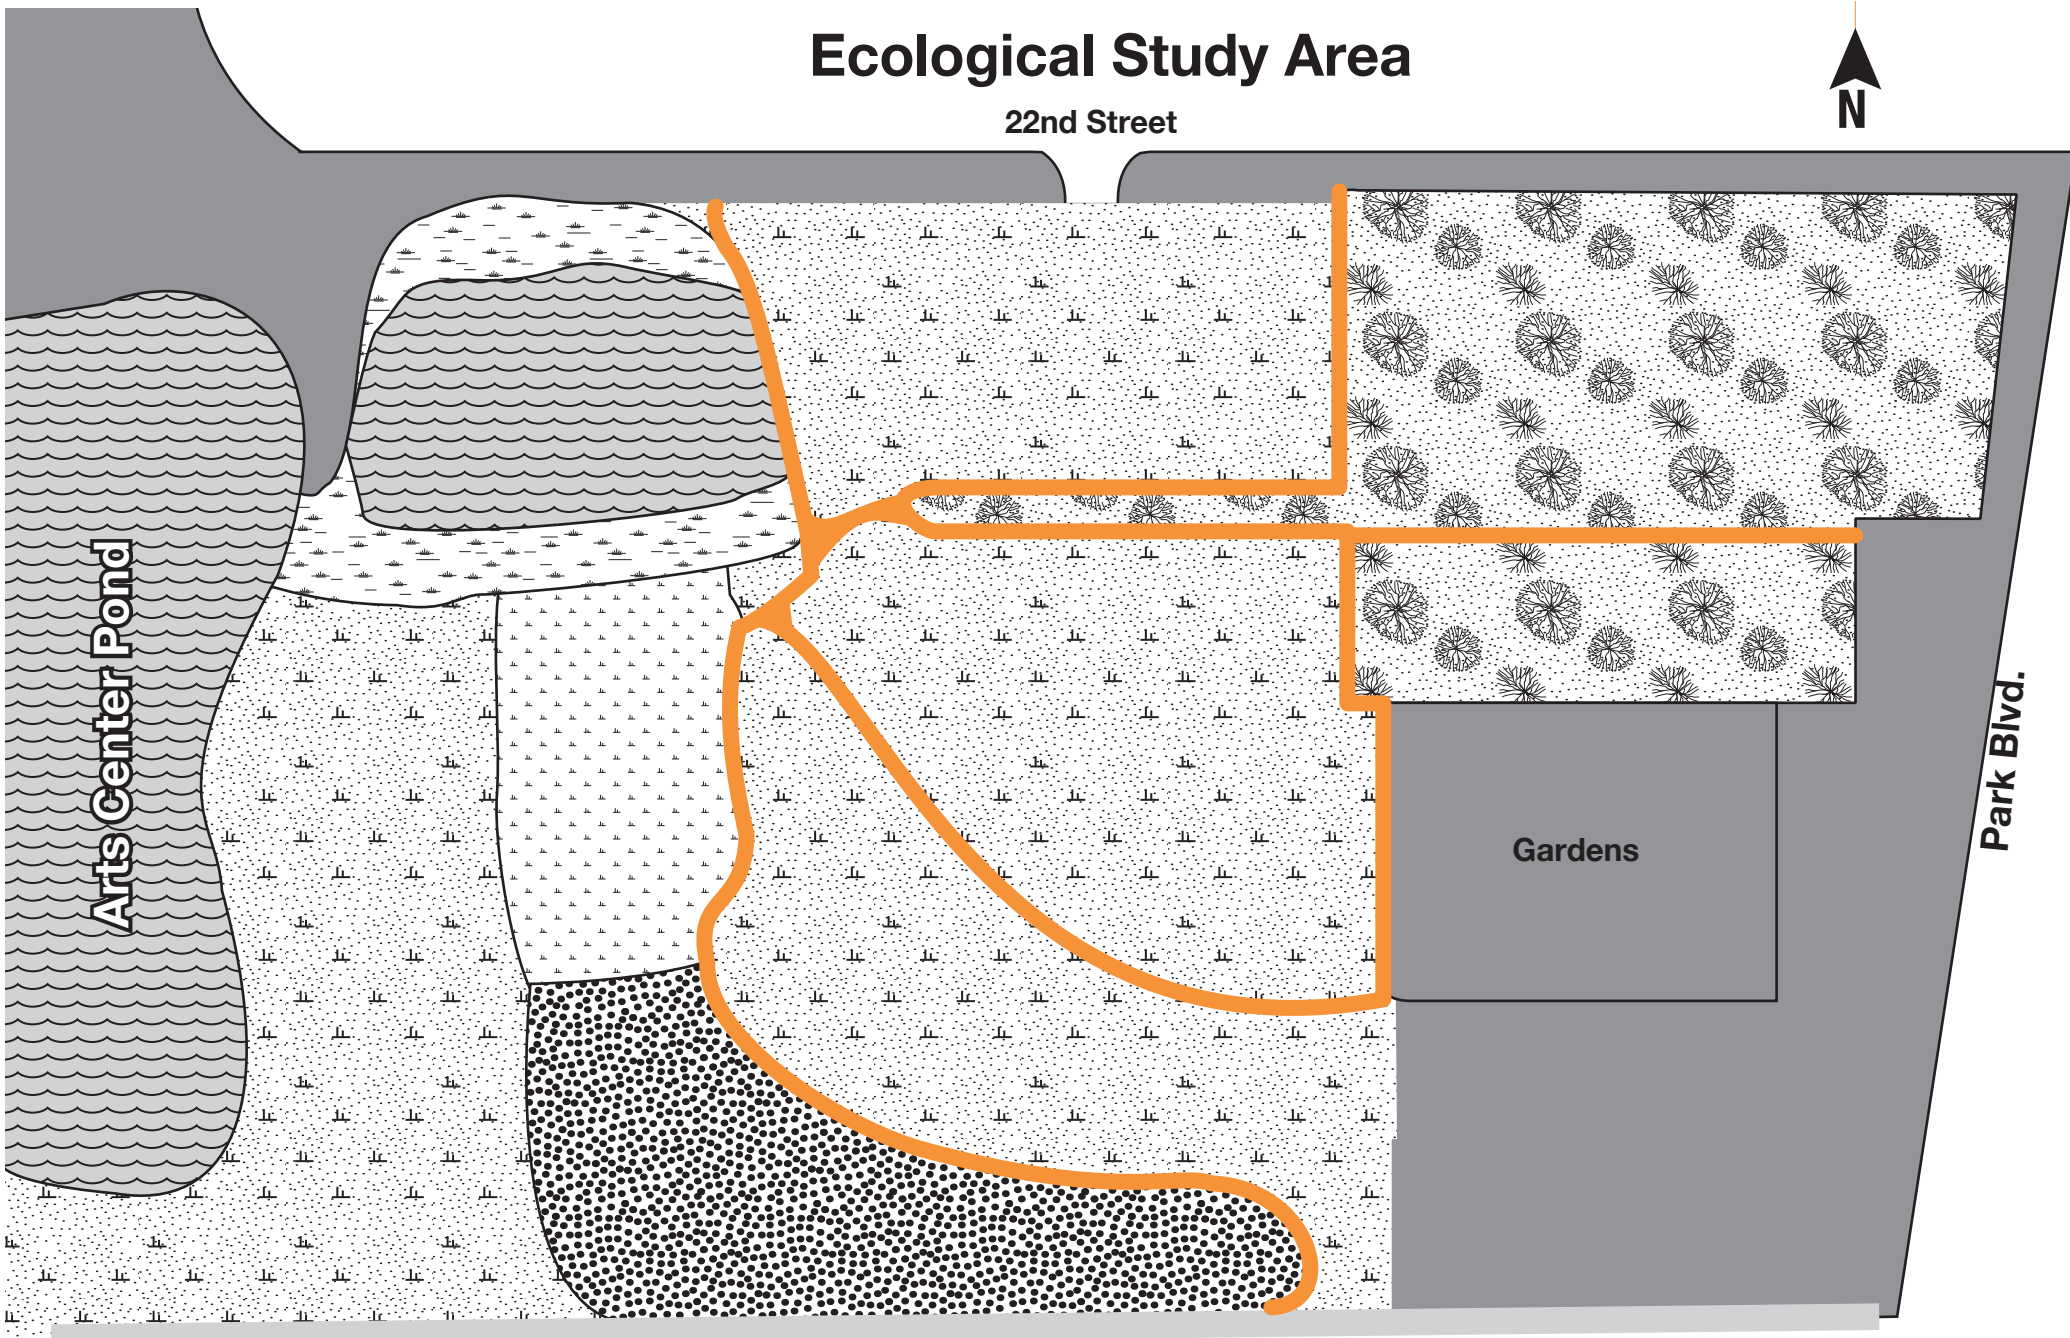 Ecological Study Area
22nd Street
N
Arts Center Pond
Gardens
Park Blvd.